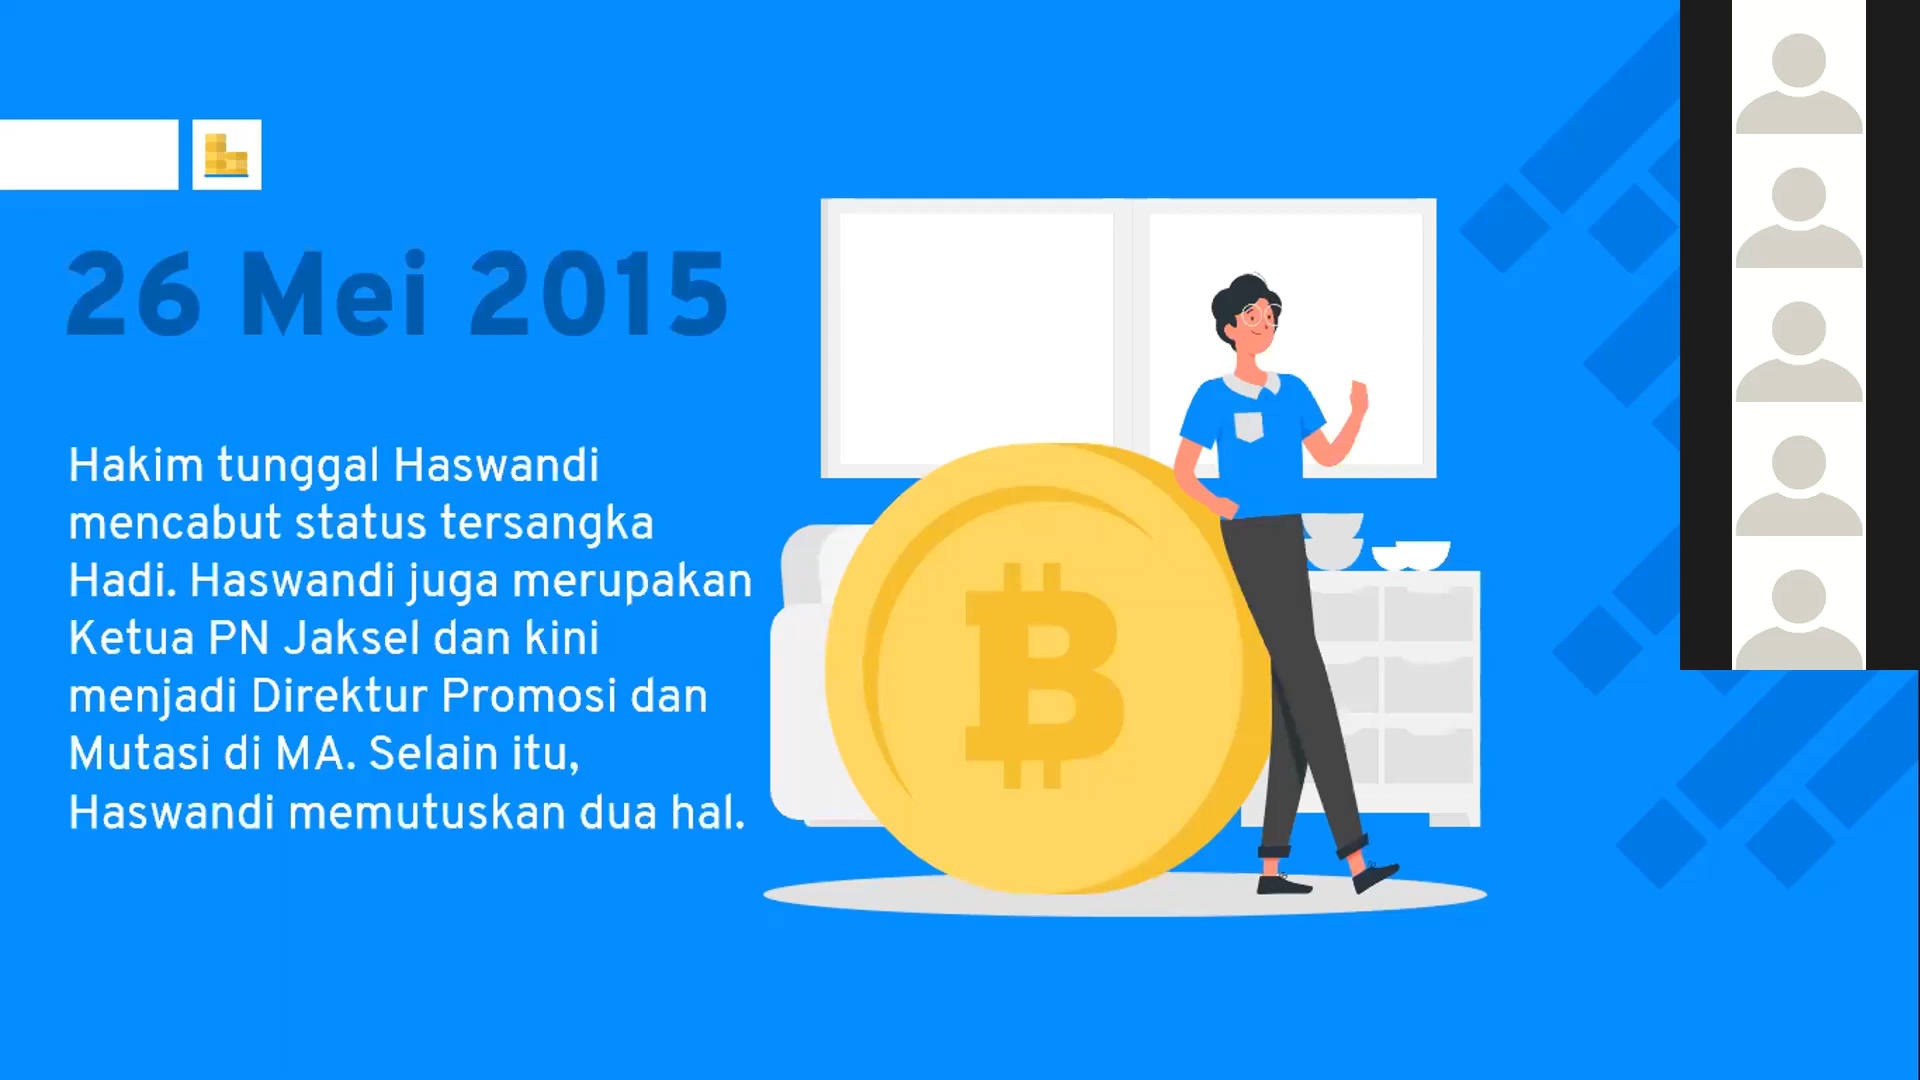 26 Mei 2015
Hakim tunggal Haswandi
mencabut status tersangka
Hadi. Haswandi juga merupakan
Ketua PN Jaksel dan kini
menjadi Direktur Promosi dan
Mutasi di MA. Selain itu,
Haswandi memutuskan dua hal.